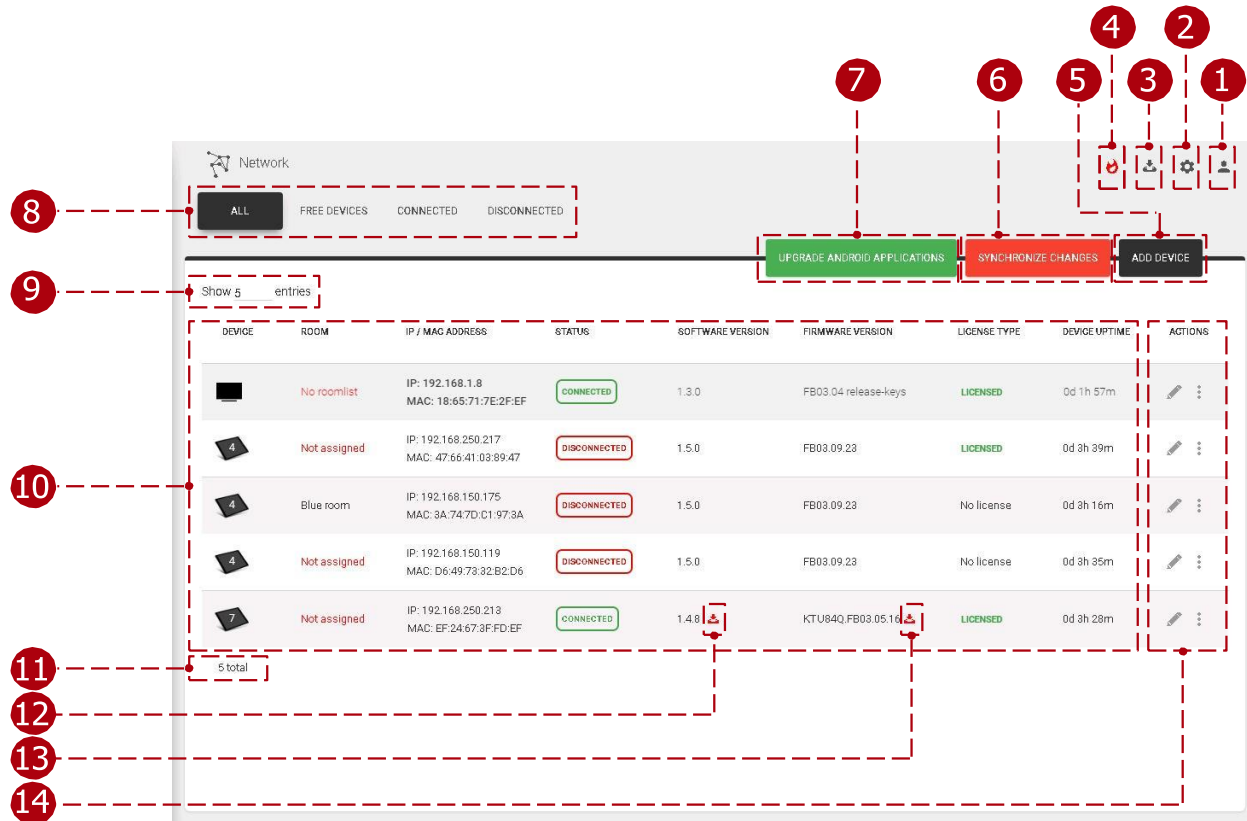 4 2
7 6 5 3 1
Network
8
ALL FREE DEVICES CONNECTED DISCONNECTED
UPGRADE ANDROID APPLICATIONS SYNCHRONIZE CHANGES ADD DEVICE
9
Show 5 entries
DEVICE ROOM IP / MAC ADDRESS STATUS SOFTWARE VERSION FIRMWARE VERSION LICENSE TYPE DEVICE UPTIME ACTIONS
No roomlist IP: 192.168.1.8 CONNECTED 1.3.0 FB03.04 release-keys LICENSED 0d 1h 57m
MAC: 18:65:71:7E:2F:EF
4 Not assigned IP: 192.168.250.217 DISCONNECTED 1.5.0 FB03.09.23 LICENSED 0d 3h 39m
MAC: 47:66:41:03:89:47
10
4 Blue room IP: 192.168.150.175 DISCONNECTED 1.5.0 FB03.09.23 No license 0d 3h 16m
MAC: 3A:74:7D:C1:97:3A
4 Not assigned IP: 192.168.150.119 DISCONNECTED 1.5.0 FB03.09.23 No license 0d 3h 35m
MAC: D6:49:73:32:B2:D6
7 Not assigned IP: 192.168.250.213 CONNECTED 1.4.8 KTU84Q.FB03.05.16 LICENSED 0d 3h 28m
MAC: EF:24:67:3F:FD:EF
11 5 total
12
13
14